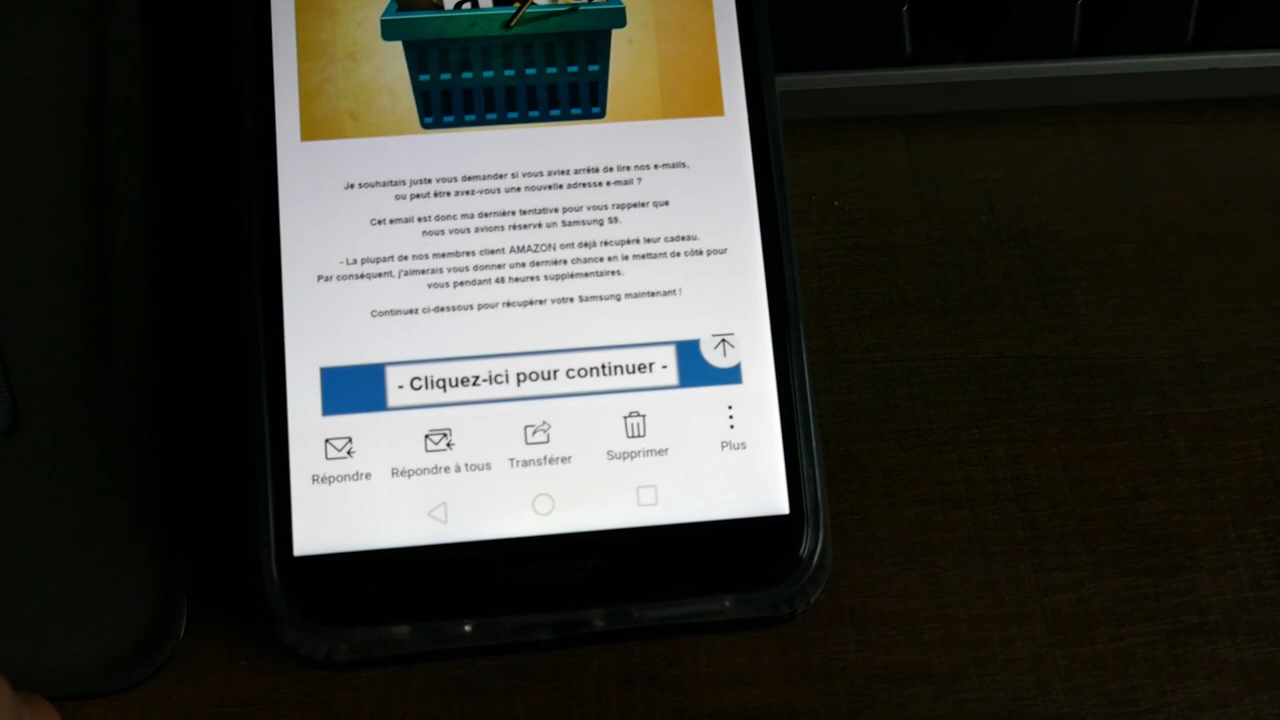 a
Je souhaitais juste vous demander si vous aviez arrêté de lire nos e-mails,
ou peut être avez-vous une nouvelle adresse e-mail ?
Cet email est donc ma dernière tentative pour vous rappeler que
nous vous avions réservé un Samsung S9.
- La plupart de nos membres client AMAZON ont déjà récupéré leur cadeau.
Par conséquent, j'aimerais vous donner une dernière chance en le mettant de côté pour
vous pendant 48 heures supplémentaires.
Continuez ci-dessous pour récupérer votre Samsung maintenant !
- Cliquez-ici pour continuer -
Répondre
Répondre à tous
Transférer
Supprimer
Plus